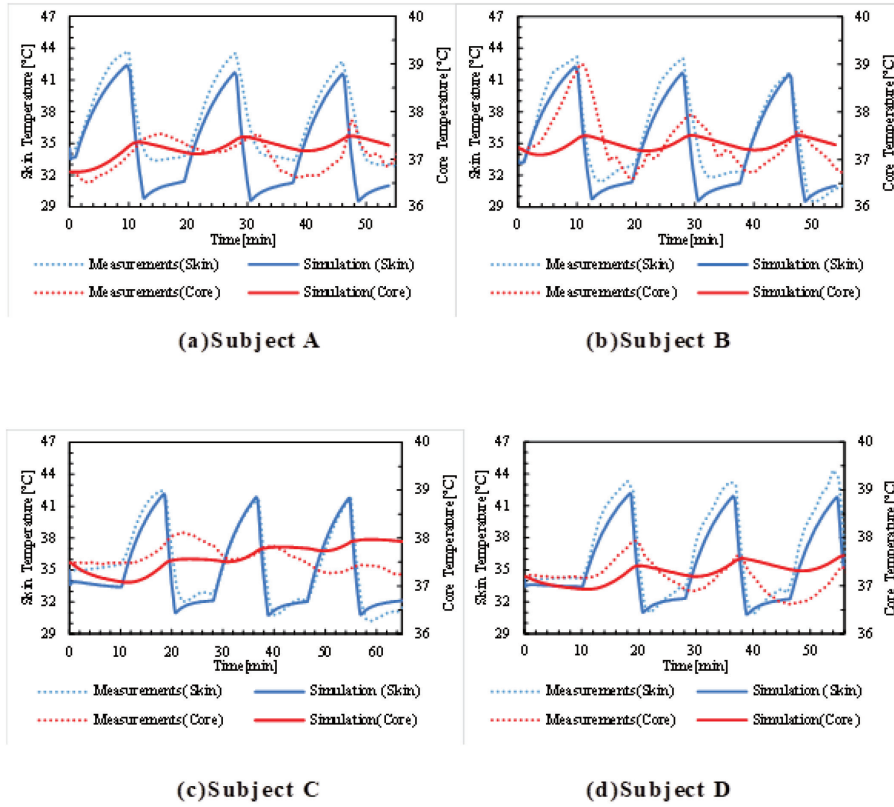 47
44
41
38
35
32
29
Skin Temperature [°C]
40
39
38
37
36
Core Temperature [°C]
0 10 20 30 40 50
Time[min]
Measurements(Skin) Simulation (Skin)
Measurements(Core) Simulation(Core)
(a)Subject A
47
44
41
38
35
32
29
Skin Temperature [°C]
40
39
38
37
36
Core Temperature [°C]
0 10 20 30 40 50
Time[min]
Measurements(Skin) Simulation (Skin)
Measurements(Core) Simulation(Core)
(b)Subject B
47
44
41
38
35
32
29
Skin Temperature [°C]
40
39
38
37
36
Core Temperature [°C]
0 10 20 30 40 50 60
Time[min]
Measurements(Skin) Simulation (Skin)
Measurements(Core) Simulation(Core)
(c)Subject C
47
44
41
38
35
32
29
Skin Temperature [°C]
40
39
38
37
36
Core Temperature [°C]
0 10 20 30 40 50
Time[min]
Measurements(Skin) Simulation (Skin)
Measurements(Core) Simulation(Core)
(d)Subject D